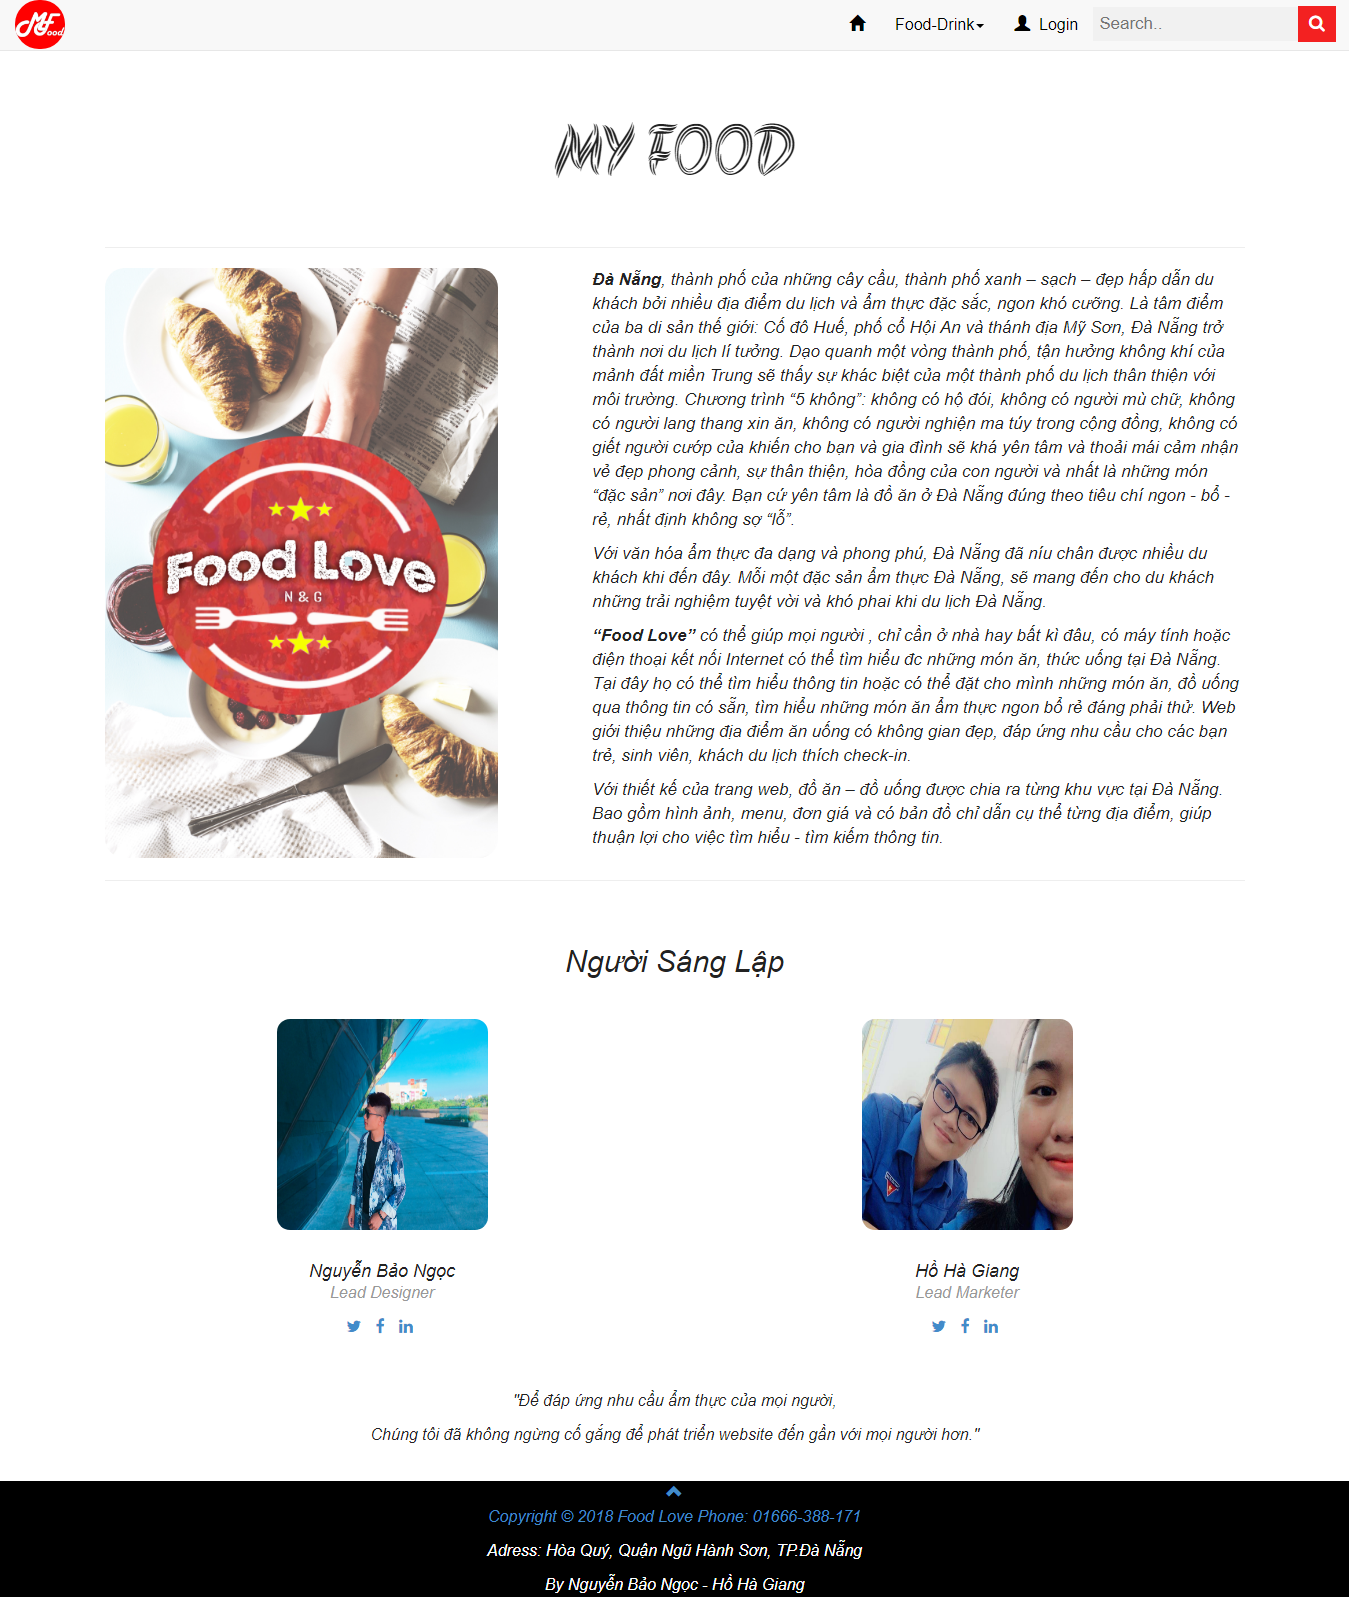 MFood
Food-Drink
Login
Search..
MY FOOD
Food Love
N & G
Đà Nẵng, thành phố của những cây cầu, thành phố xanh – sạch – đẹp hấp dẫn du
khách bởi nhiều địa điểm du lịch và ẩm thực đặc sắc, ngon khó cưỡng. Là tâm điểm
của ba di sản thế giới: Cố đô Huế, phố cổ Hội An và thánh địa Mỹ Sơn, Đà Nẵng trở
thành nơi du lịch lí tưởng. Dạo quanh một vòng thành phố, tận hưởng không khí của
mảnh đất miền Trung sẽ thấy sự khác biệt của một thành phố du lịch thân thiện với
môi trường. Chương trình “5 không”: không có hộ đói, không có người mù chữ, không
có người lang thang xin ăn, không có người nghiện ma túy trong cộng đồng, không có
giết người cướp của khiến cho bạn và gia đình sẽ khá yên tâm và thoải mái cảm nhận
vẻ đẹp phong cảnh, sự thân thiện, hòa đồng của con người và nhất là những món
“đặc sản” nơi đây. Bạn cứ yên tâm là đồ ăn ở Đà Nẵng đúng theo tiêu chí ngon - bổ -
rẻ, nhất định không sợ “lỗ”.
Với văn hóa ẩm thực đa dạng và phong phú, Đà Nẵng đã níu chân được nhiều du
khách khi đến đây. Mỗi một đặc sản ẩm thực Đà Nẵng, sẽ mang đến cho du khách
những trải nghiệm tuyệt vời và khó phai khi du lịch Đà Nẵng.
“Food Love” có thể giúp mọi người , chỉ cần ở nhà hay bất kì đâu, có máy tính hoặc
điện thoại kết nối Internet có thể tìm hiểu đc những món ăn, thức uống tại Đà Nẵng.
Tại đây họ có thể tìm hiểu thông tin hoặc có thể đặt cho mình những món ăn, đồ uống
qua thông tin có sẵn, tìm hiểu những món ăn ẩm thực ngon bổ rẻ đáng phải thử. Web
giới thiệu những địa điểm ăn uống có không gian đẹp, đáp ứng nhu cầu cho các bạn
trẻ, sinh viên, khách du lịch thích check-in.
Với thiết kế của trang web, đồ ăn – đồ uống được chia ra từng khu vực tại Đà Nẵng.
Bao gồm hình ảnh, menu, đơn giá và có bản đồ chỉ dẫn cụ thể từng địa điểm, giúp
thuận lợi cho việc tìm hiểu - tìm kiếm thông tin.
Người Sáng Lập
Nguyễn Bảo Ngọc
Lead Designer
Hồ Hà Giang
Lead Marketer
"Để đáp ứng nhu cầu ẩm thực của mọi người,
Chúng tôi đã không ngừng cố gắng để phát triển website đến gần với mọi người hơn."
Copyright © 2018 Food Love Phone: 01666-388-171
Adress: Hòa Quý, Quận Ngũ Hành Sơn, TP.Đà Nẵng
By Nguyễn Bảo Ngọc - Hồ Hà Giang